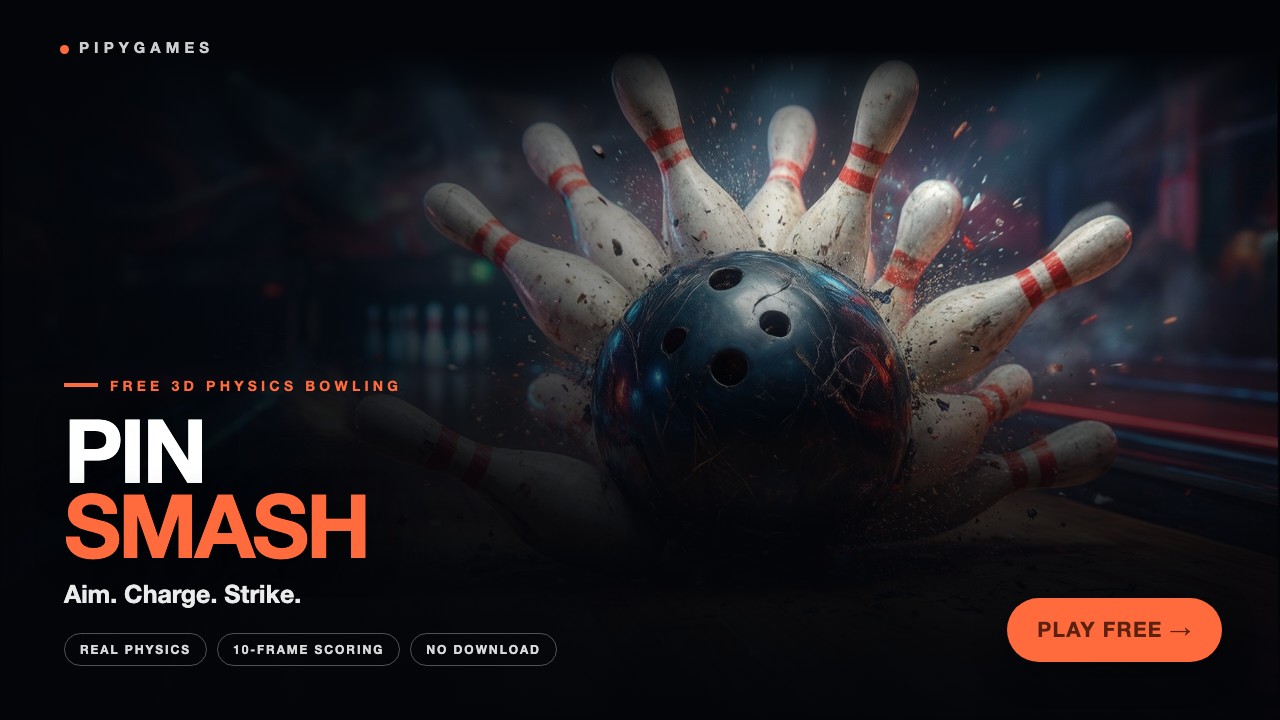 PIPYGAMES
FREE 3D PHYSICS BOWLING
PIN
SMASH
Aim. Charge. Strike.
REAL PHYSICS
10-FRAME SCORING
NO DOWNLOAD
PLAY FREE →